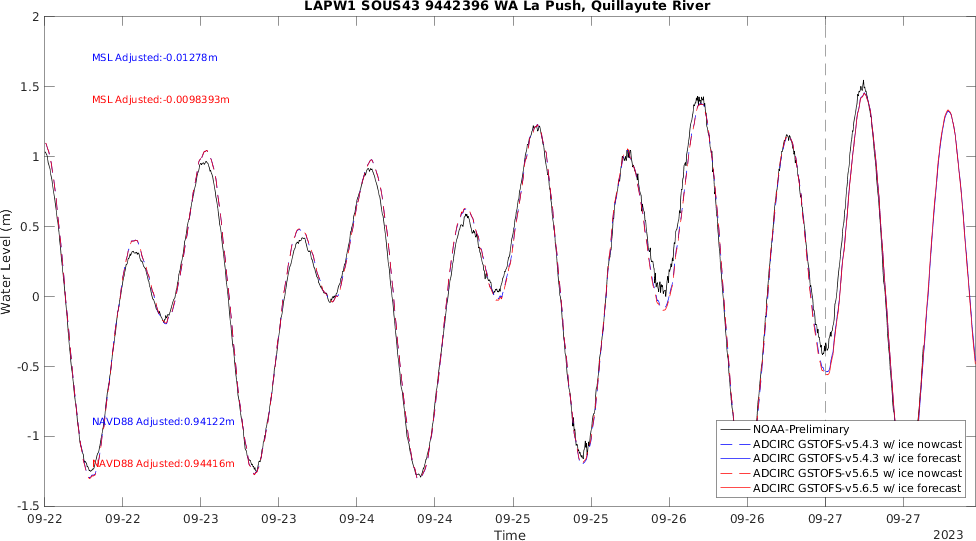 LAPW1 SOUS43 9442396 WA La Push, Quillayute River
2
1.5
1
0.5
0
-0.5
-1
-1.5
Water Level (m)
MSL Adjusted:-0.01278m
MSL Adjusted:-0.0098393m
NAVD88 Adjusted:0.94122m
NAVD88 Adjusted:0.94416m
NOAA-Preliminary
ADCIRC GSTOFS-v5.4.3 w/ ice nowcast
ADCIRC GSTOFS-v5.4.3 w/ ice forecast
ADCIRC GSTOFS-v5.6.5 w/ ice nowcast
ADCIRC GSTOFS-v5.6.5 w/ ice forecast
09-22 09-22 09-23 09-23 09-24 09-24 09-25 09-25 09-26 09-26 09-27 09-27
Time
2023